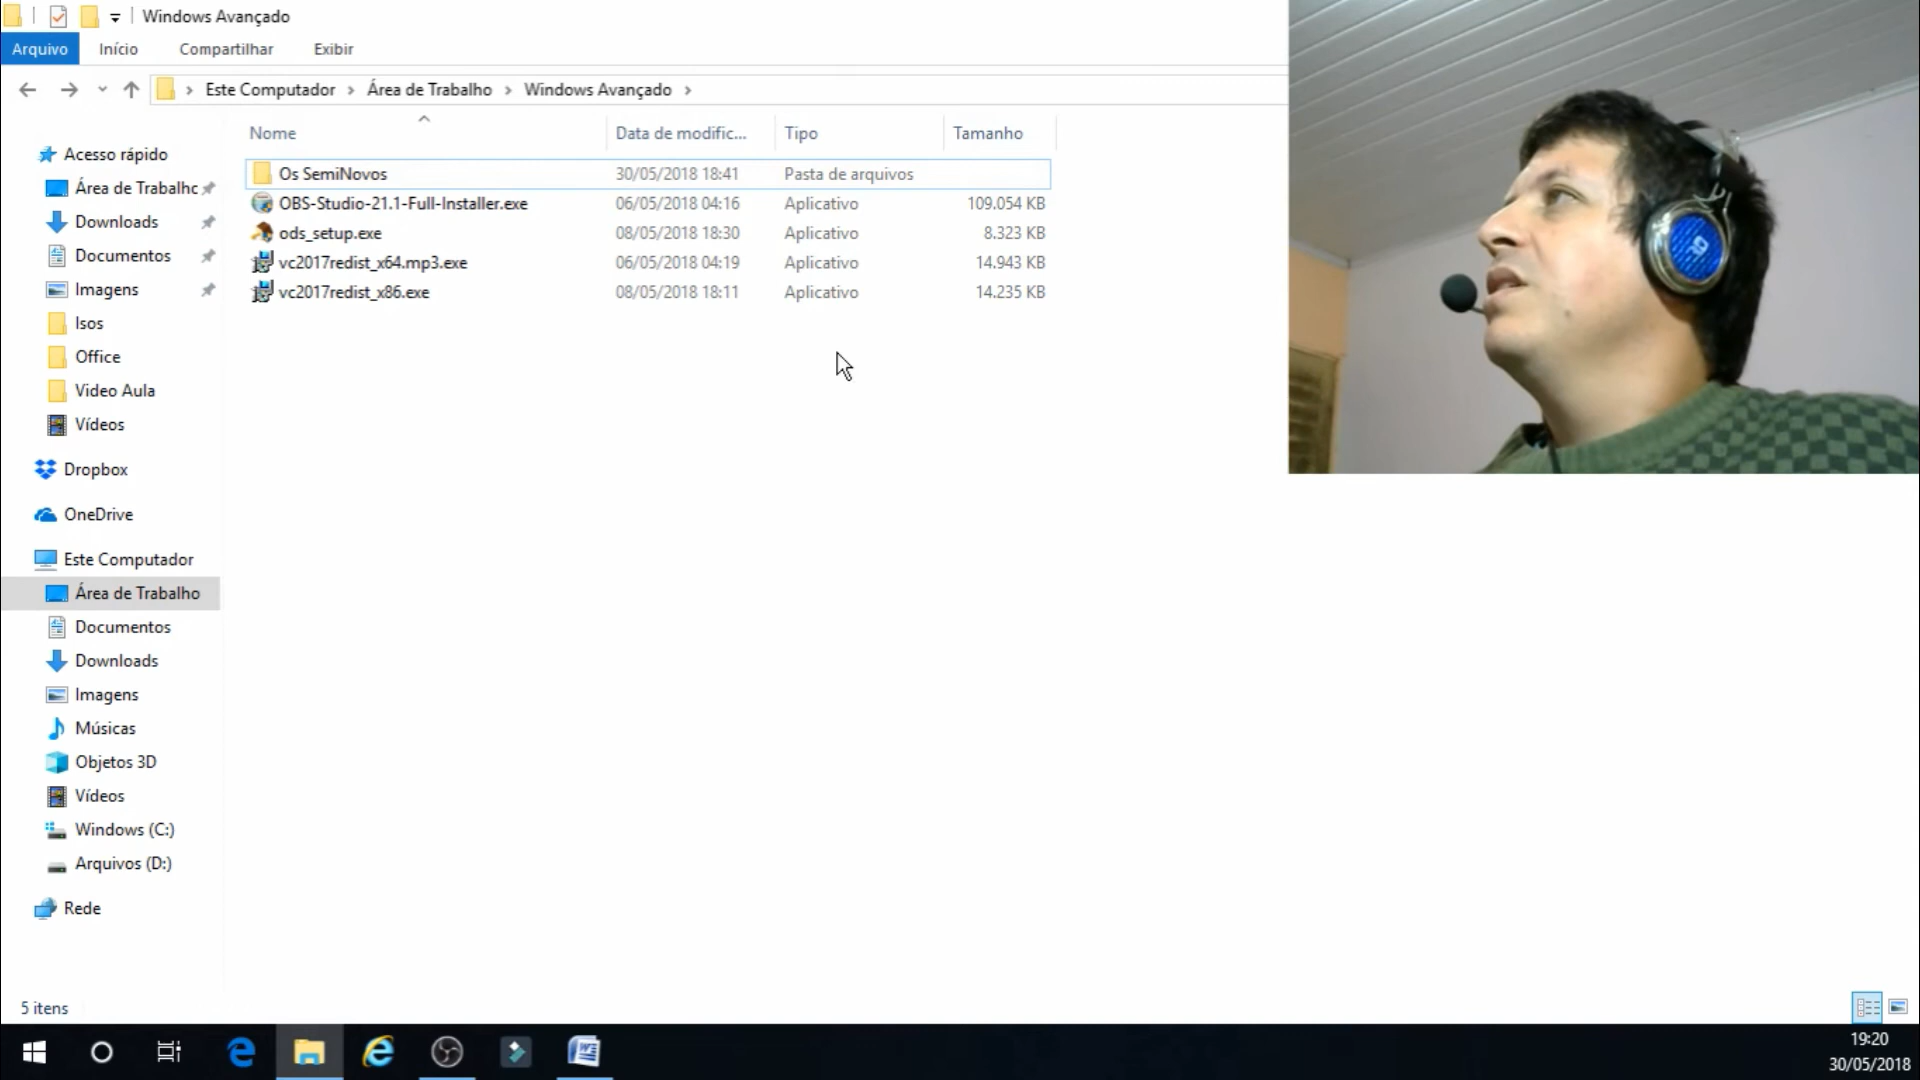 Windows Avançado
Arquivo Início Compartilhar Exibir
Este Computador Área de Trabalho Windows Avançado
Nome Data de modific... Tipo Tamanho
Os SemiNovos 30/05/2018 18:41 Pasta de arquivos
OBS-Studio-21.1-Full-Installer.exe 06/05/2018 04:16 Aplicativo 109.054 KB
ods_setup.exe 08/05/2018 18:30 Aplicativo 8.323 KB
vc2017redist_x64.mp3.exe 06/05/2018 04:19 Aplicativo 14.943 KB
vc2017redist_x86.exe 08/05/2018 18:11 Aplicativo 14.235 KB
Acesso rápido
Área de Trabalho
Downloads
Documentos
Imagens
Isos
Office
Video Aula
Vídeos
Dropbox
OneDrive
Este Computador
Área de Trabalho
Documentos
Downloads
Imagens
Músicas
Objetos 3D
Vídeos
Windows (C:)
Arquivos (D:)
Rede
5 itens
19:20
30/05/2018